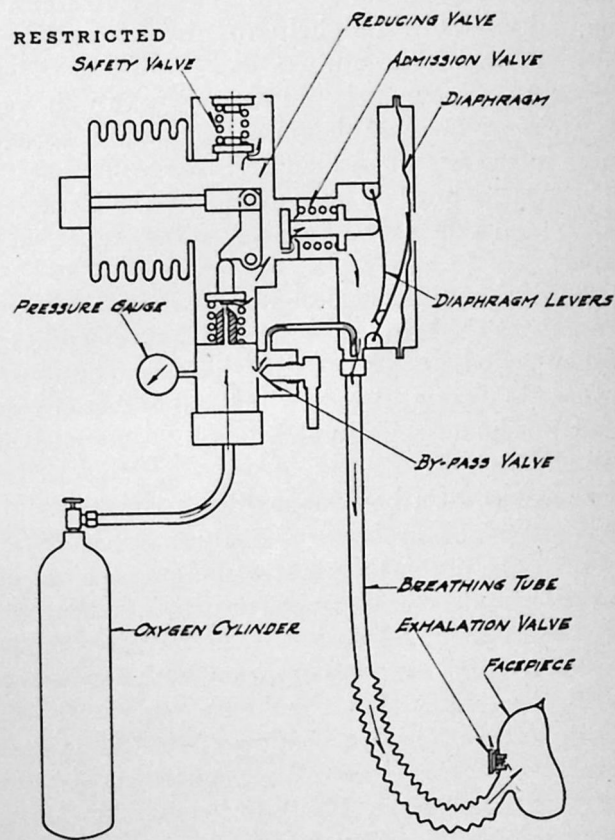 RESTRICTED
REDUCING VALVE
SAFETY VALVE
ADMISSION VALVE
DIAPHRAGM
PRESSURE GAUGE
DIAPHRAGM LEVERS
BY-PASS VALVE
BREATHING TUBE
OXYGEN CYLINDER
EXHALATION VALVE
FACEPIECE